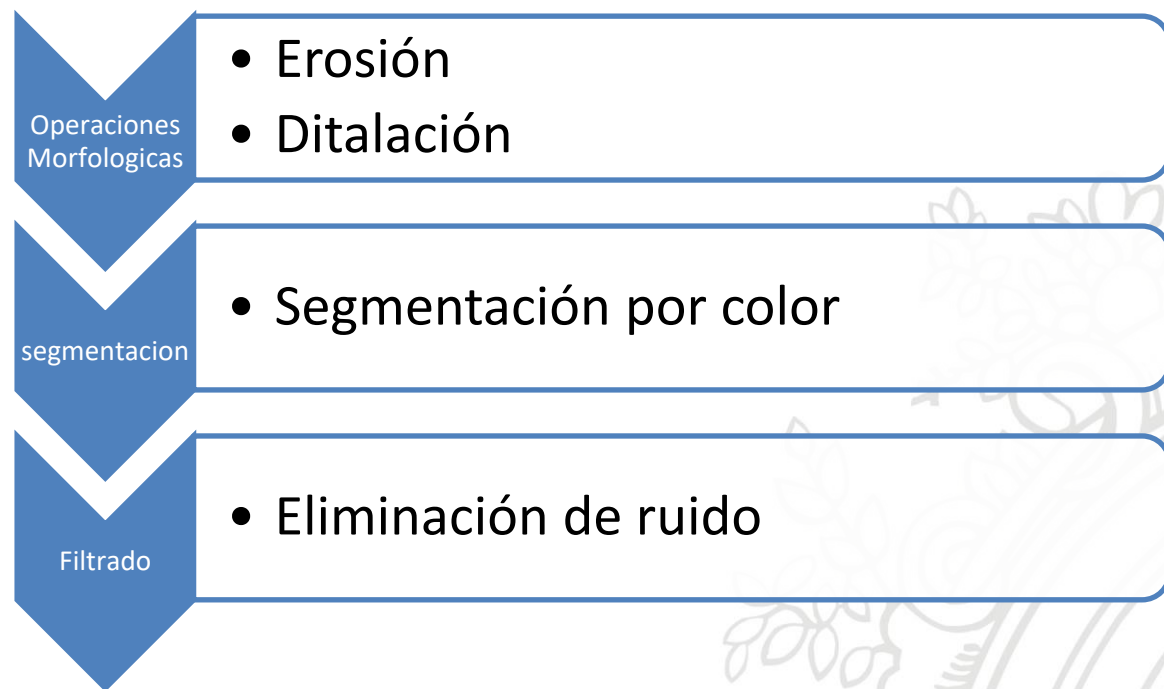 Operaciones
Morfologicas
• Erosión
• Ditalación
segmentacion
• Segmentación por color
Filtrado
• Eliminación de ruido